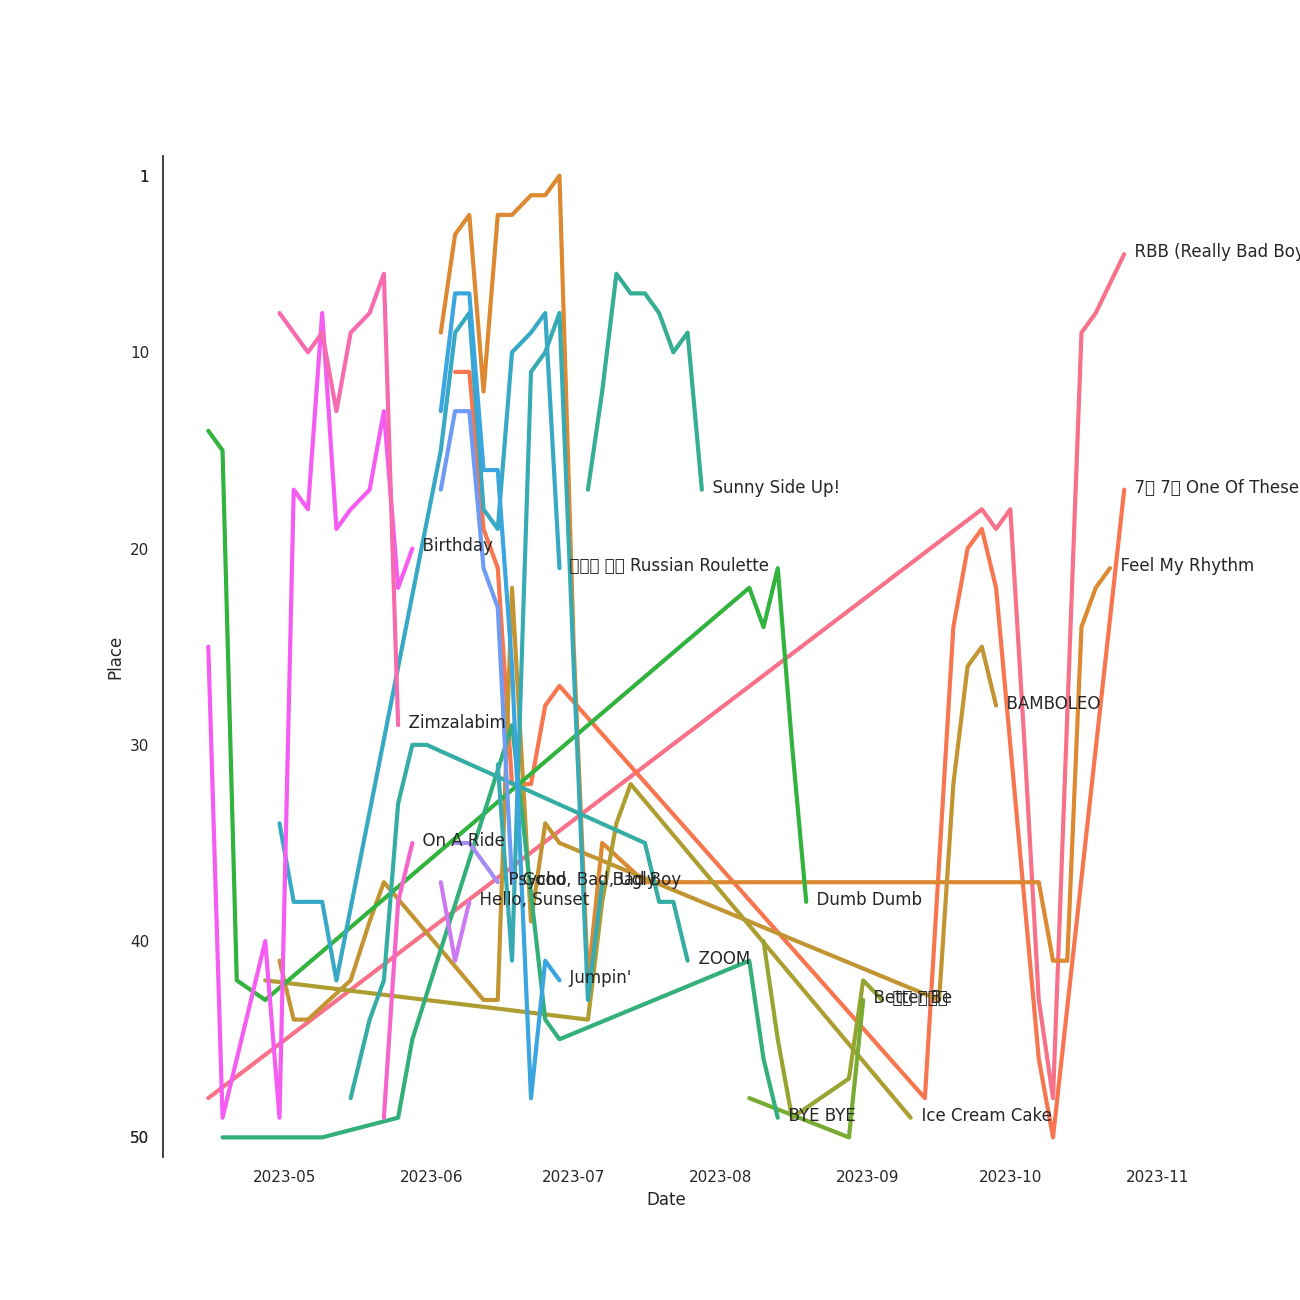 1
RBB (Really Bad Boy
10
Sunny Side Up!
7 7 One Of These
20
Birthday
Russian Roulette
Feel My Rhythm
Place
BAMBOLEO
30
Zimzalabim
On A Ride
Psycho
Good, Bad, Ugly
Bad Boy
Hello, Sunset
Dumb Dumb
40
ZOOM
Jumpin'
Better Be
50
BYE BYE
Ice Cream Cake
2023-05
2023-06
2023-07
2023-08
2023-09
2023-10
2023-11
Date